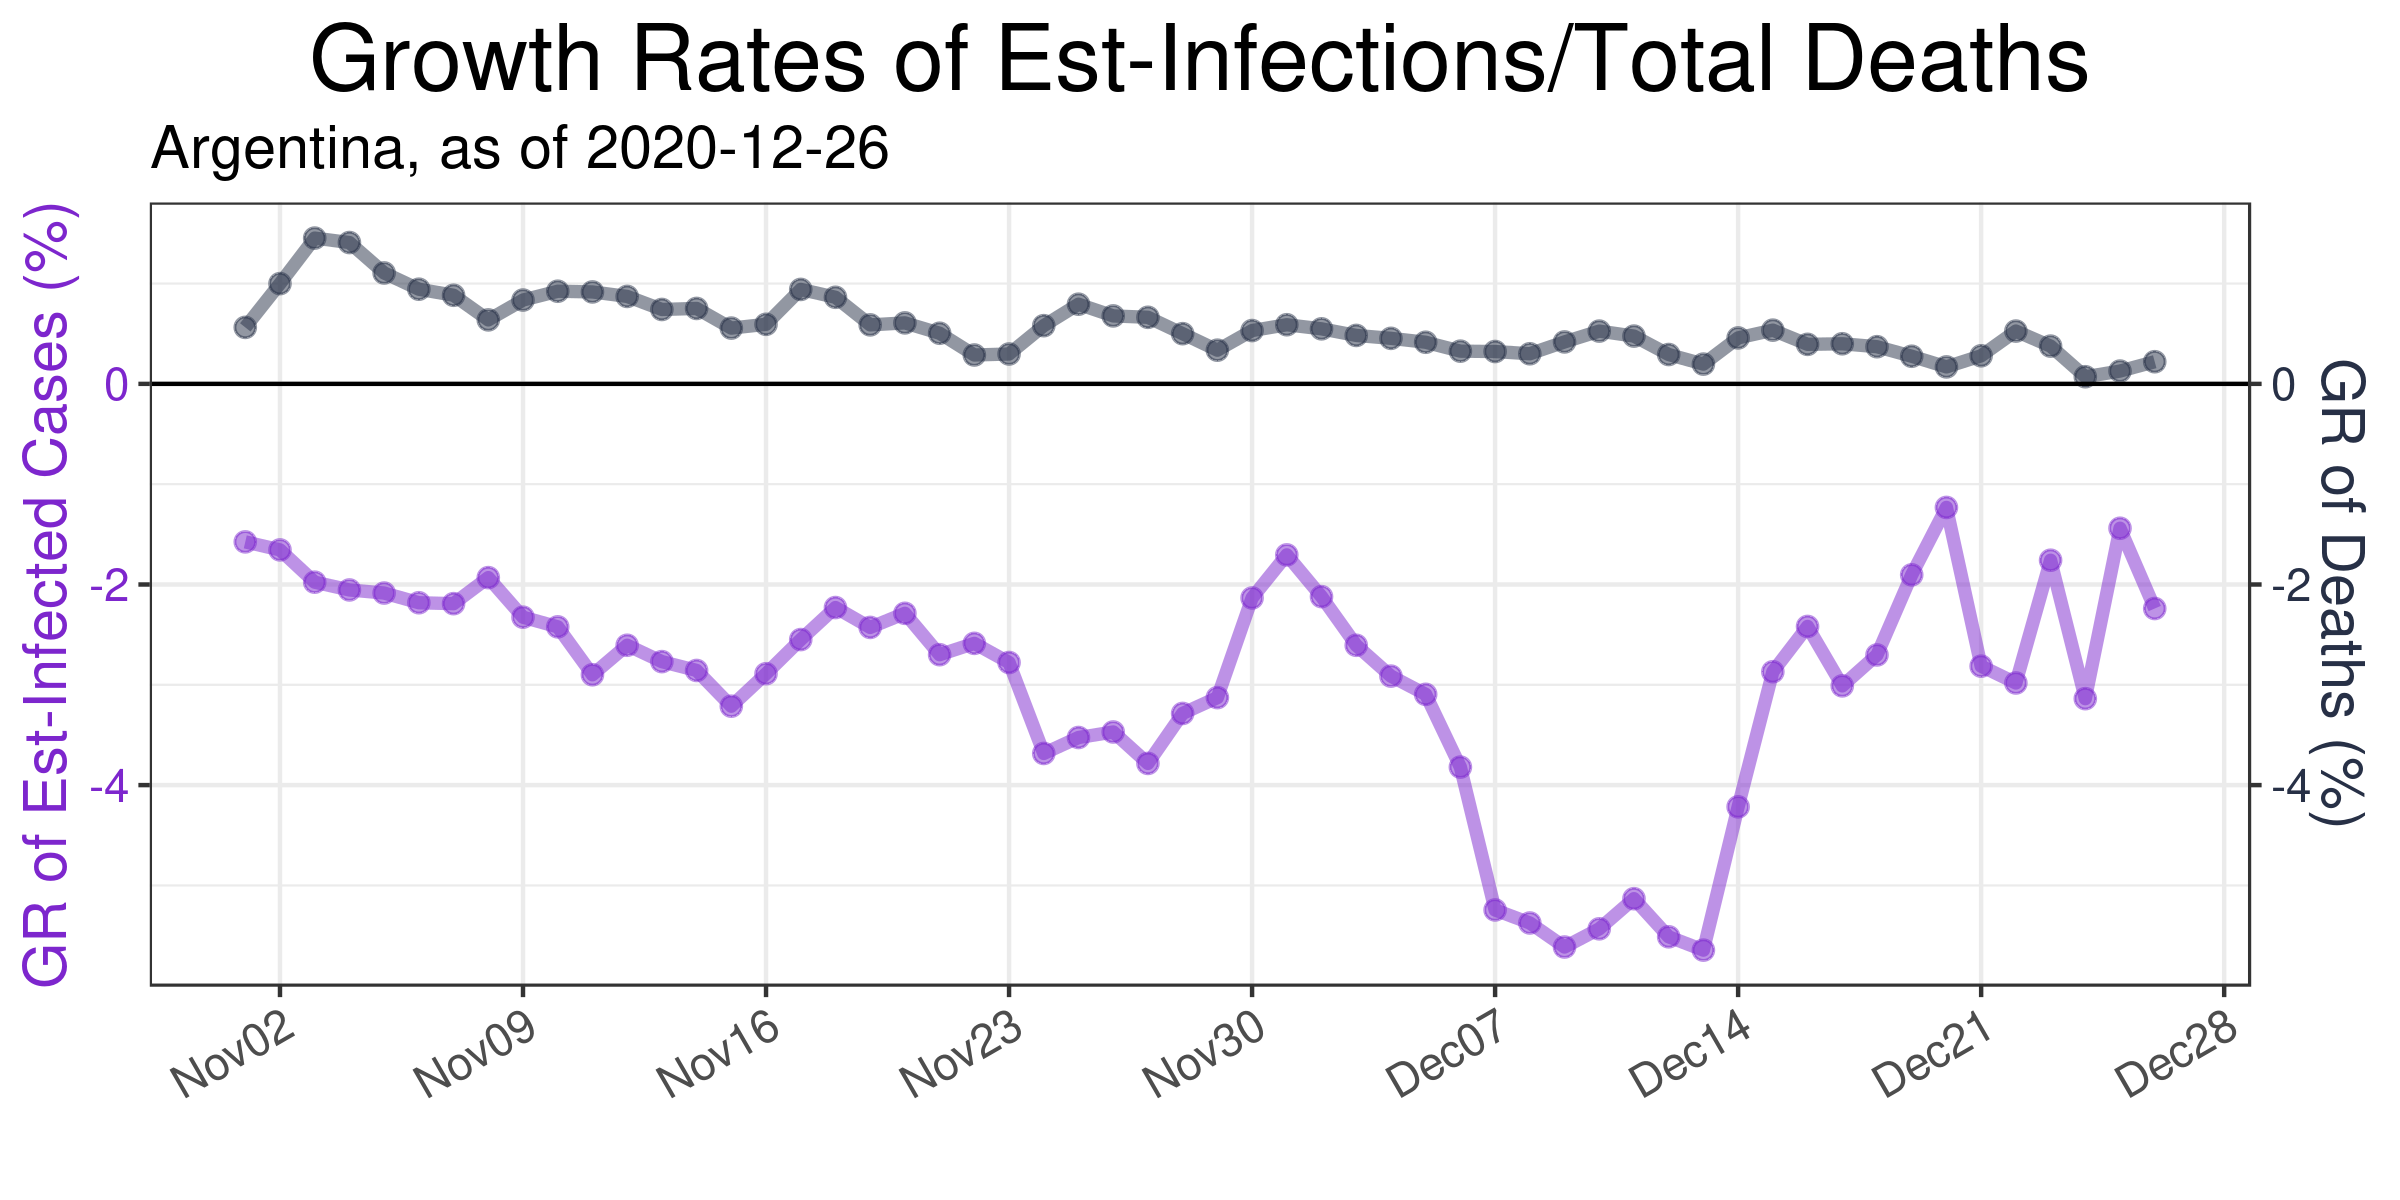 Growth Rates of Est-Infections/Total Deaths
Argentina, as of 2020-12-26
GR of Est-Infected Cases (%)
0
-2
-4
0
-2
-4
GR of Deaths (%)
Nov02
Nov09
Nov16
Nov23
Nov30
Dec07
Dec14
Dec21
Dec28